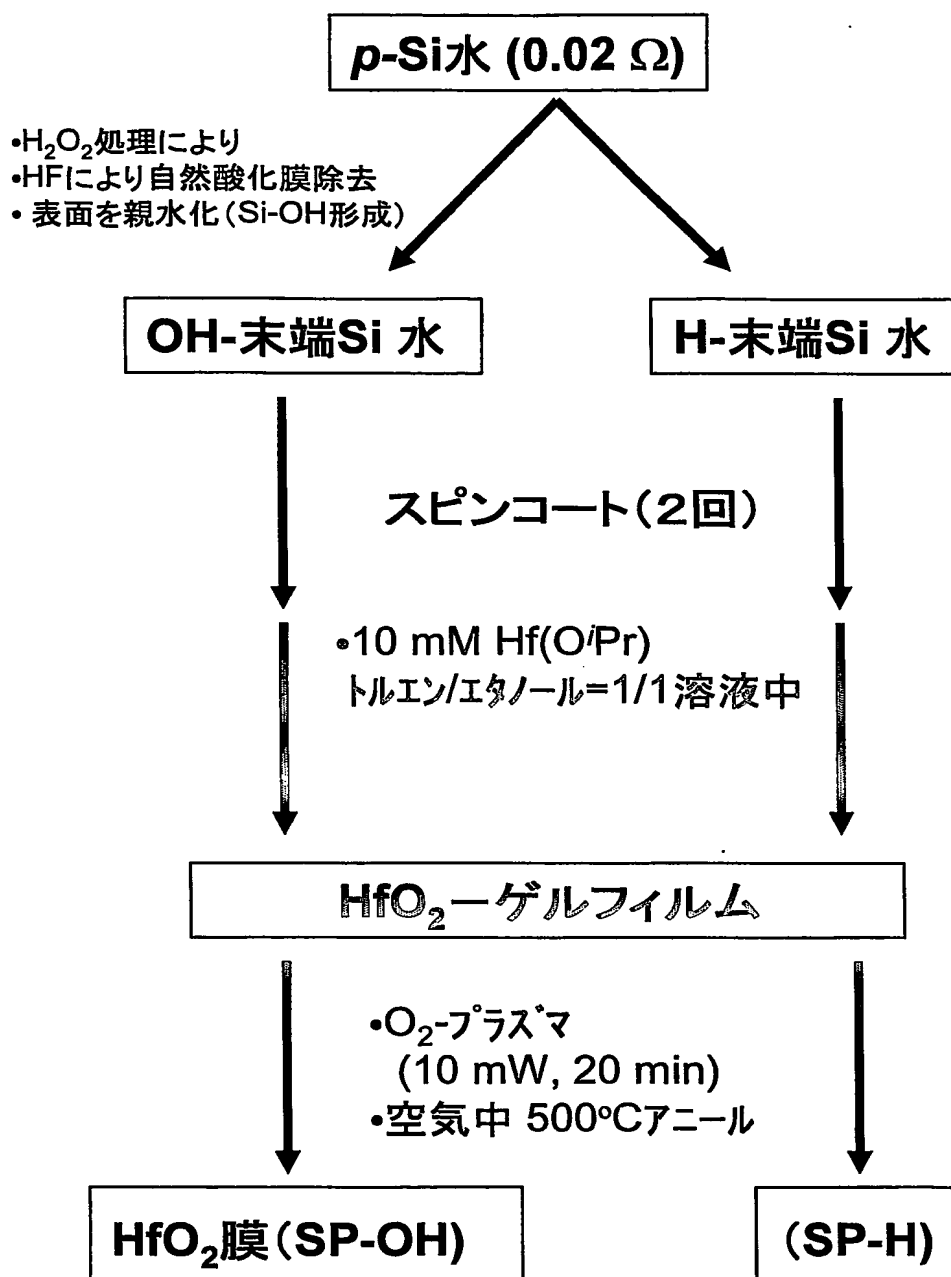 p-Si水 (0.02 Ω)
•H₂O₂処理により
•HFにより自然酸化膜除去
• 表面を親水化(Si-OH形成)
OH-末端Si 水
H-末端Si 水
スピンコート(2回)
•10 mM Hf(OⁱPr)
トルエン/エタノール=1/1溶液中
HfO₂ーゲルフィルム
•O₂-プラズマ
(10 mW, 20 min)
•空気中 500℃アニール
HfO₂膜(SP-OH)
(SP-H)